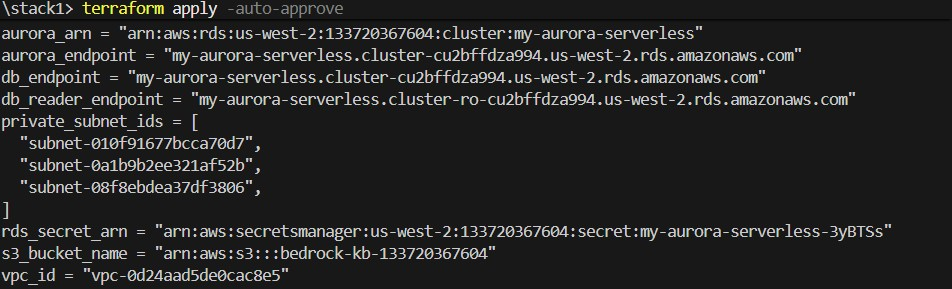 \stack1> terraform apply -auto-approve
aurora_arn = "arn:aws:rds:us-west-2:133720367604:cluster:my-aurora-serverless"
aurora_endpoint = "my-aurora-serverless.cluster-cu2bffdza994.us-west-2.rds.amazonaws.com"
db_endpoint = "my-aurora-serverless.cluster-cu2bffdza994.us-west-2.rds.amazonaws.com"
db_reader_endpoint = "my-aurora-serverless.cluster-ro-cu2bffdza994.us-west-2.rds.amazonaws.com"
private_subnet_ids = [
  "subnet-010f91677bcca70d7",
  "subnet-0a1b9b2ee321af52b",
  "subnet-08f8ebdea37df3806",
]
rds_secret_arn = "arn:aws:secretsmanager:us-west-2:133720367604:secret:my-aurora-serverless-3yBTSs"
s3_bucket_name = "arn:aws:s3:::bedrock-kb-133720367604"
vpc_id = "vpc-0d24aad5de0cac8e5"